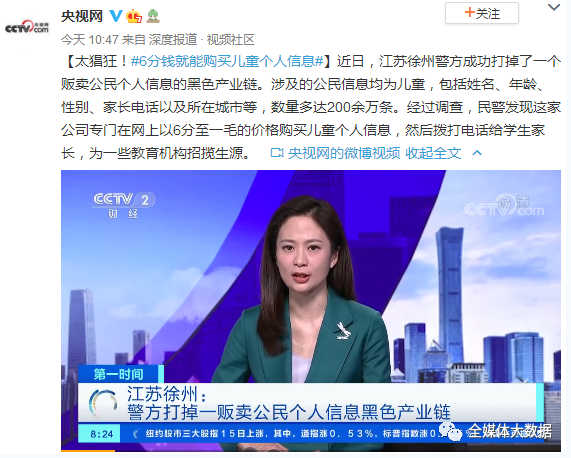 央视网
CCTV.com
+关注
今天 10:47 来自 深度报道 · 视频社区
【太猖狂！#6分钱就能购买儿童个人信息#】近日，江苏徐州警方成功打掉了一个
贩卖公民个人信息的黑色产业链。涉及的公民信息均为儿童，包括姓名、年龄、
性别、家长电话以及所在城市等，数量多达200余万条。经过调查，民警发现这家
公司专门在网上以6分至一毛的价格购买儿童个人信息，然后拨打电话给学生家
长，为一些教育机构招揽生源。 央视网的微博视频 收起全文
CCTV 2
财经
CCTV.com
第一时间
江苏徐州：
警方打掉一贩卖公民个人信息黑色产业链
全媒体大数据
8:24
纽约股市三大股指15日上涨，其中，道指涨0.53%，标普指数涨0